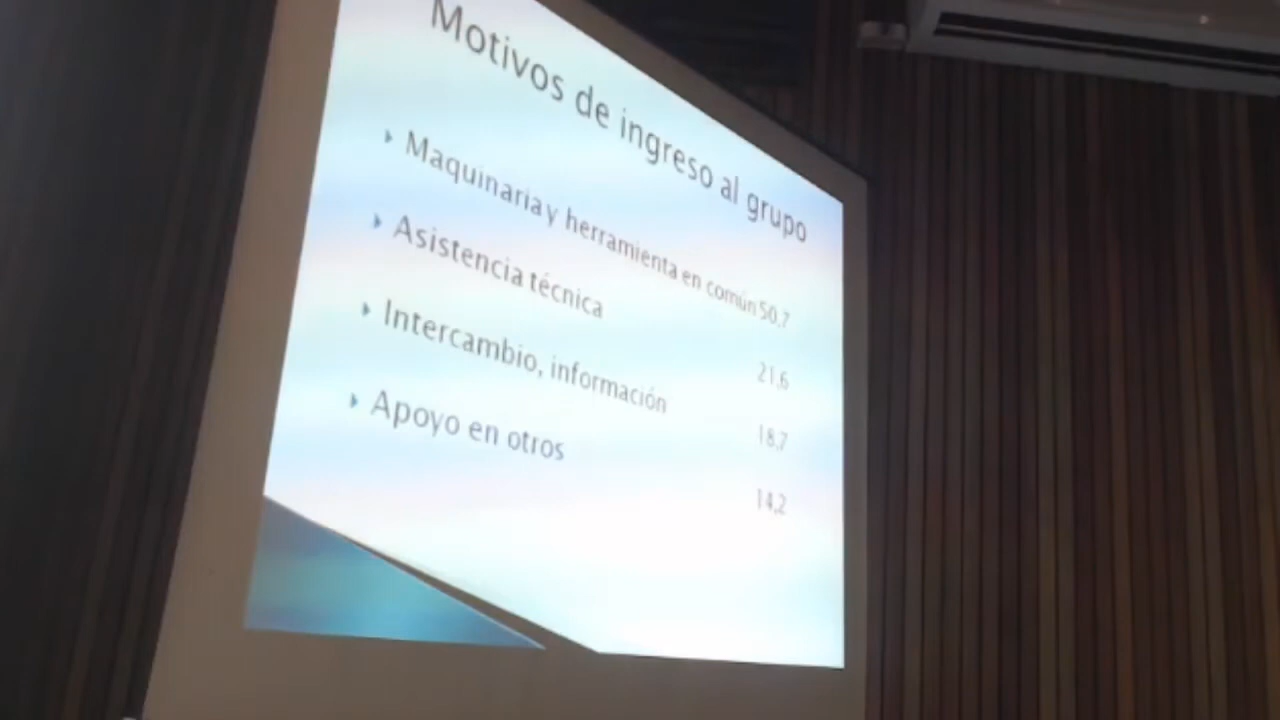 Motivos de ingreso al grupo
Maquinaria y herramienta en común 50,7
Asistencia técnica 21,6
Intercambio, información 18,7
Apoyo en otros 14,2